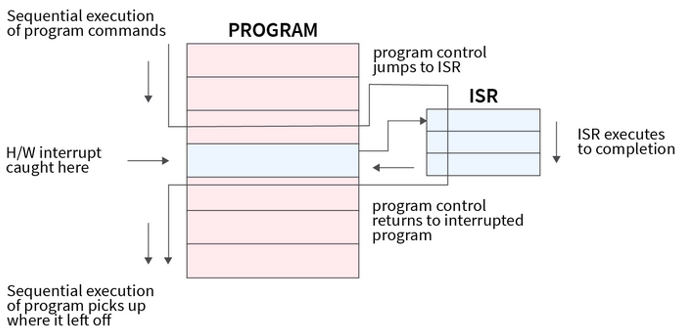 Sequential execution
of program commands
PROGRAM
program control
jumps to ISR
ISR
H/W interrupt
caught here
ISR executes
to completion
program control
returns to interrupted
program
Sequential execution
of program picks up
where it left off